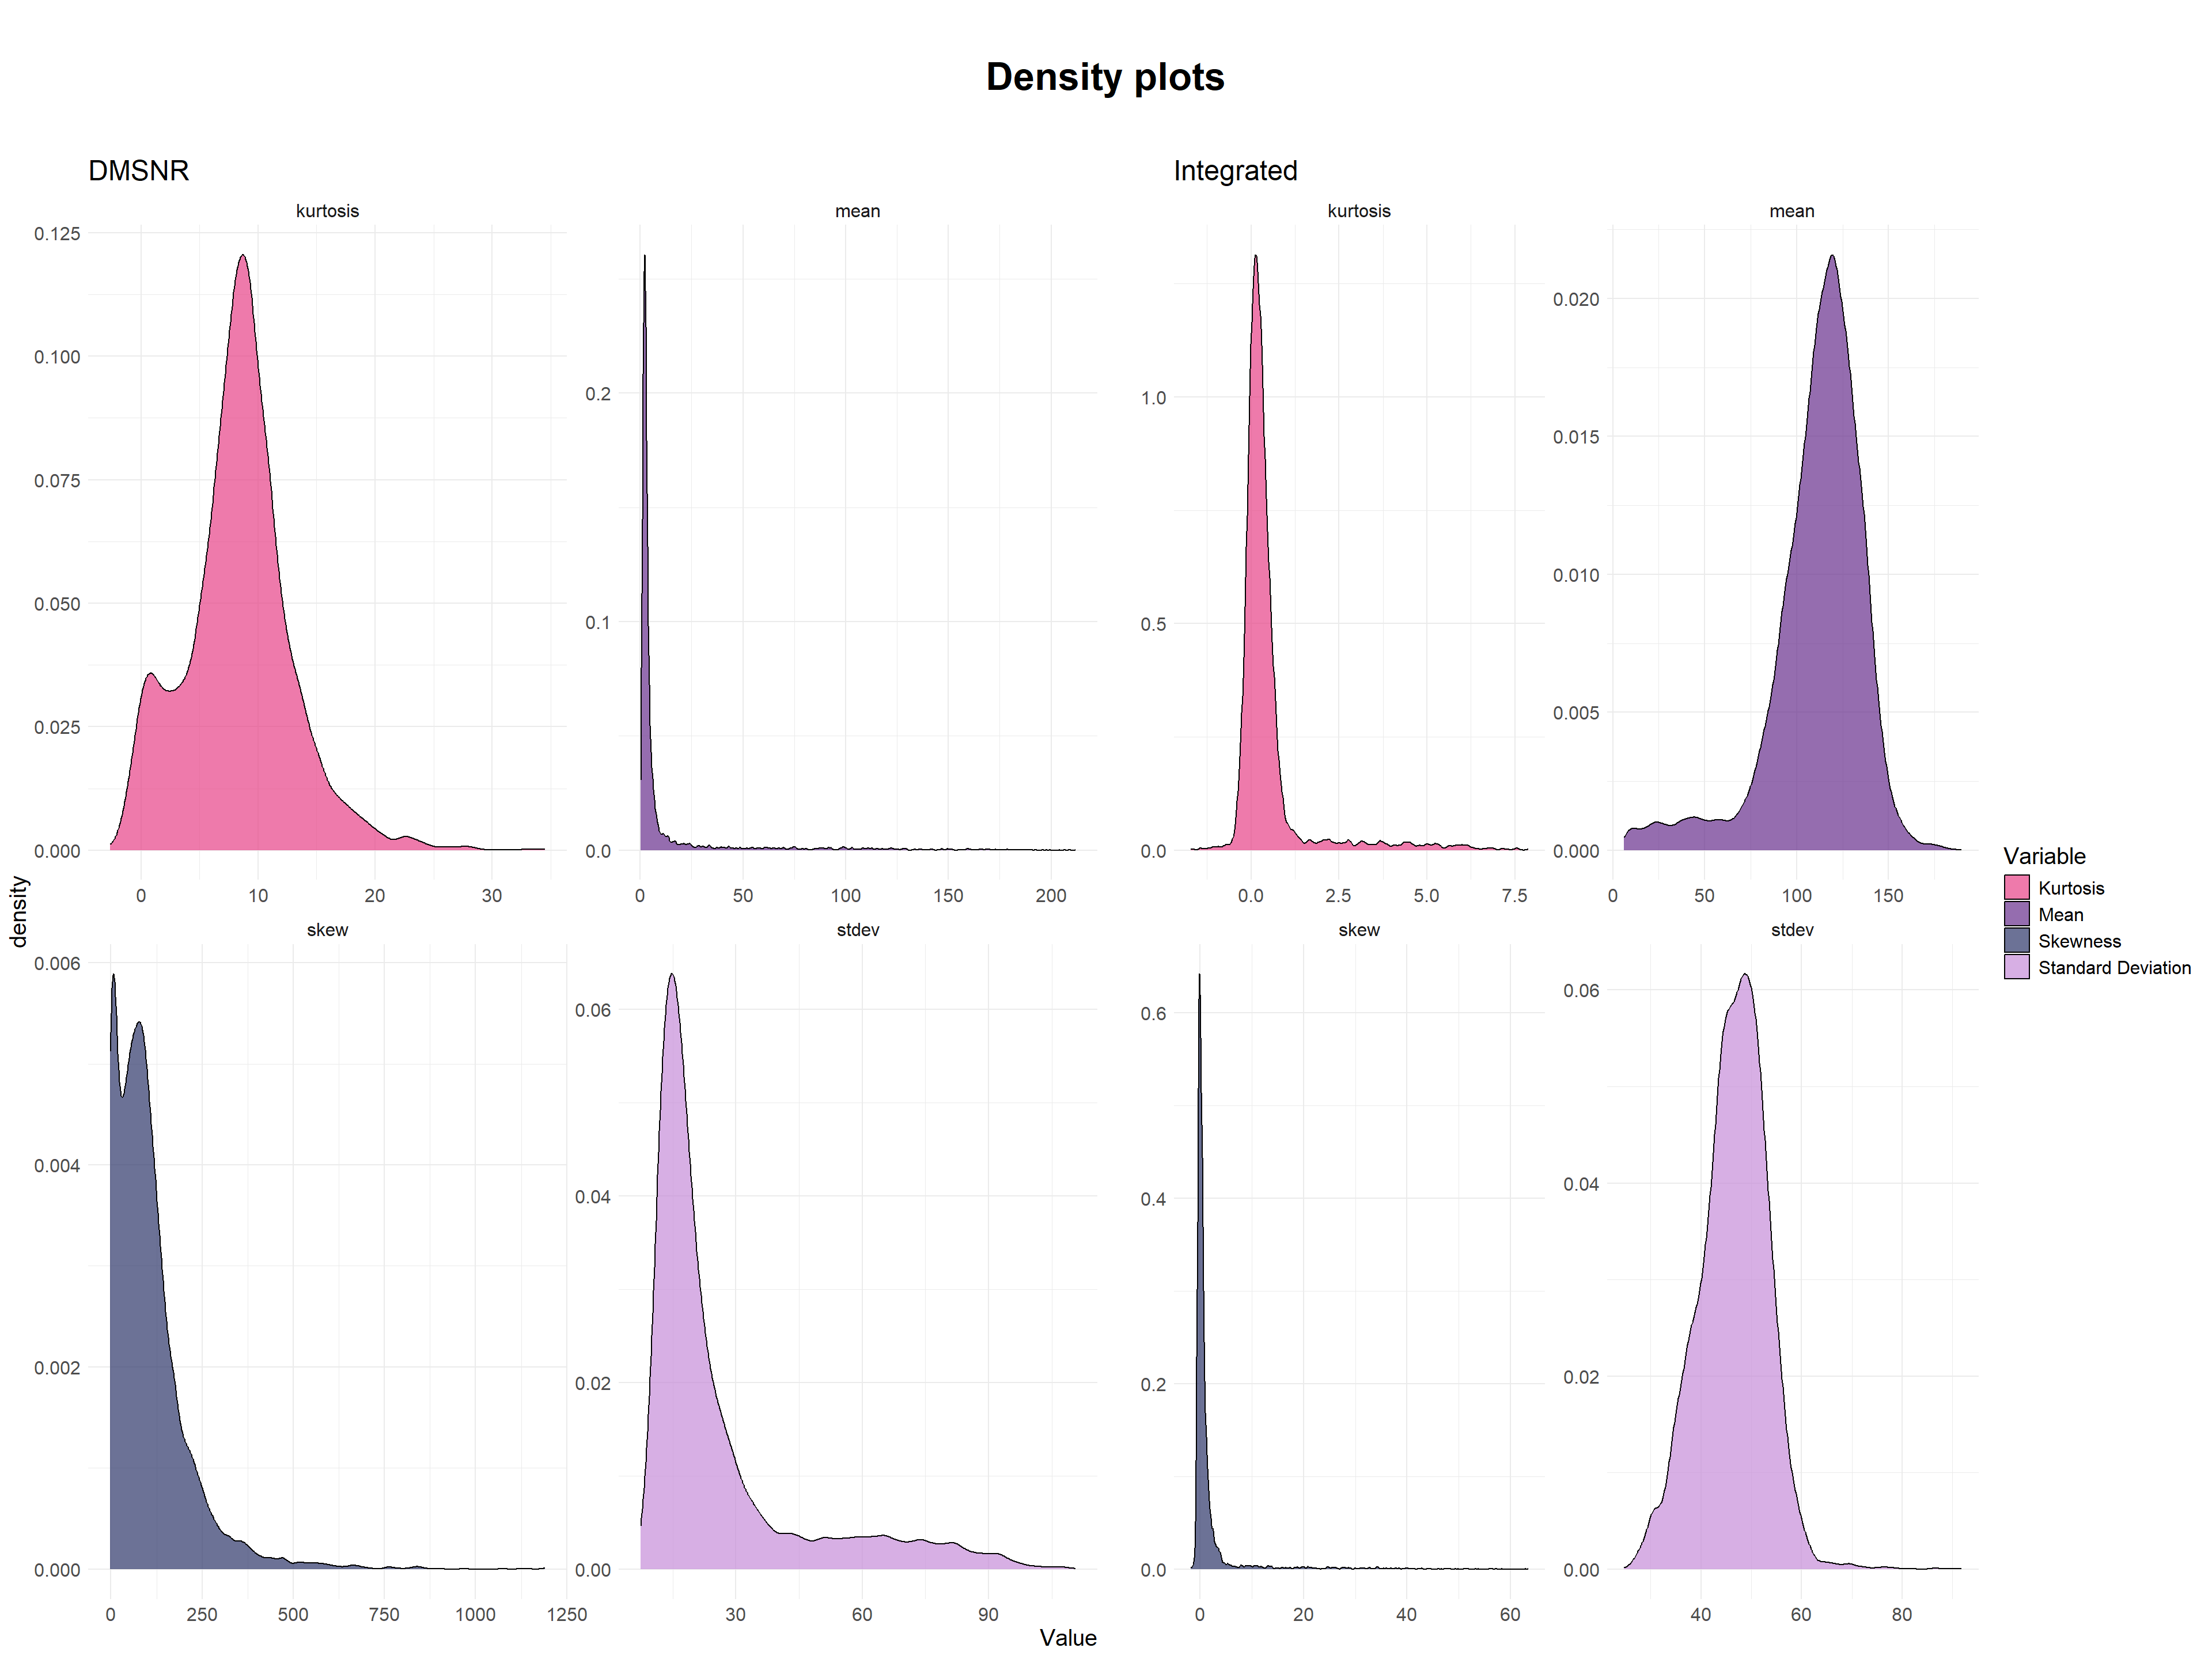 Density plots
DMSNR
Integrated
kurtosis
mean
kurtosis
mean
0.125
0.100
0.075
0.050
0.025
0.000
0.2
0.1
0.0
1.0
0.5
0.0
0.020
0.015
0.010
0.005
0.000
0 10 20 30
0 50 100 150 200
0.0 2.5 5.0 7.5
0 50 100 150
density
skew
stdev
skew
stdev
0.006
0.004
0.002
0.000
0.06
0.04
0.02
0.00
0.6
0.4
0.2
0.0
0.06
0.04
0.02
0.00
0 250 500 750 1000 1250
30 60 90
0 20 40 60
40 60 80
Value
Variable
Kurtosis
Mean
Skewness
Standard Deviation